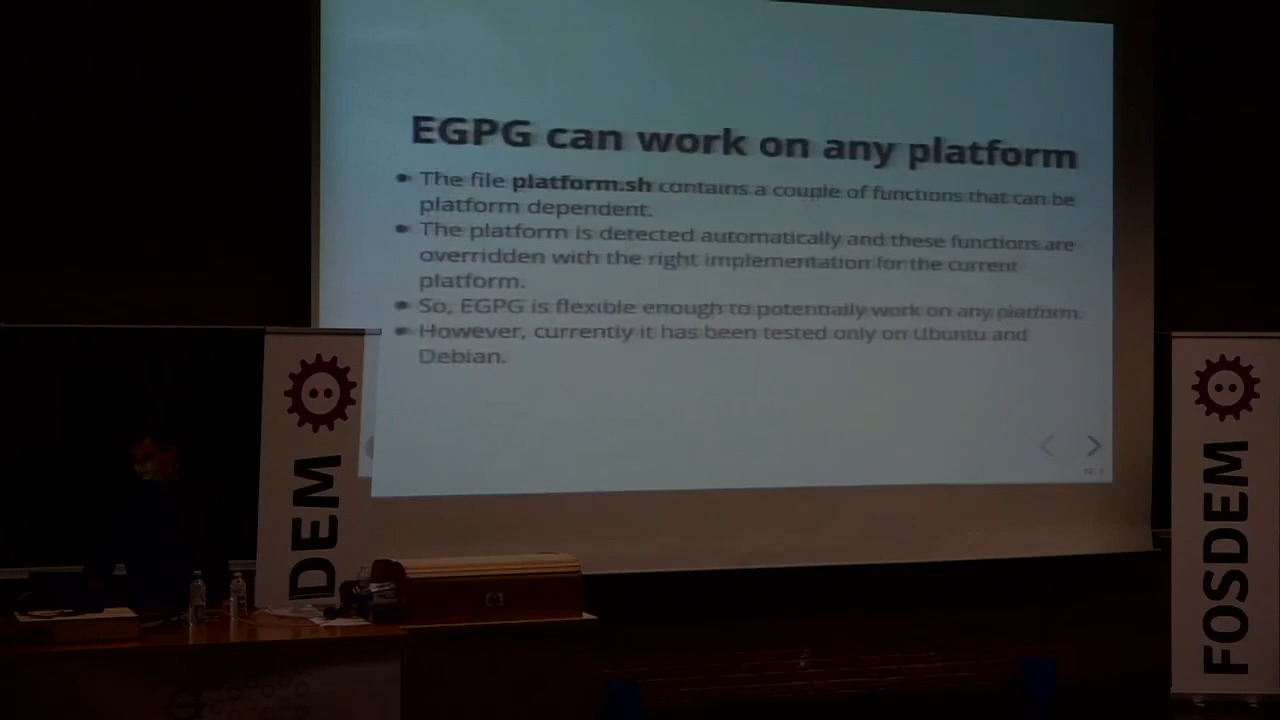 EGPG can work on any platform
The file platform.sh contains a couple of functions that can be
platform dependent.
The platform is detected automatically and these functions are
overridden with the right implementation for the current
platform.
So, EGPG is flexible enough to potentially work on any platform.
However, currently it has been tested only on Ubuntu and
Debian.
DEM
FOSDEM